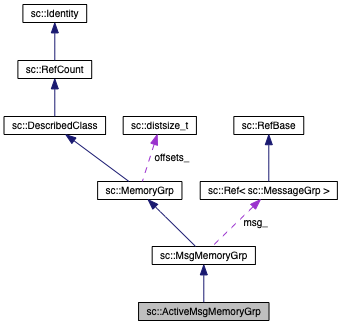 sc::Identity
sc::RefCount
sc::DescribedClass
sc::distsize_t
sc::RefBase
offsets_
sc::MemoryGrp
sc::Ref< sc::MessageGrp >
msg_
sc::MsgMemoryGrp
sc::ActiveMsgMemoryGrp